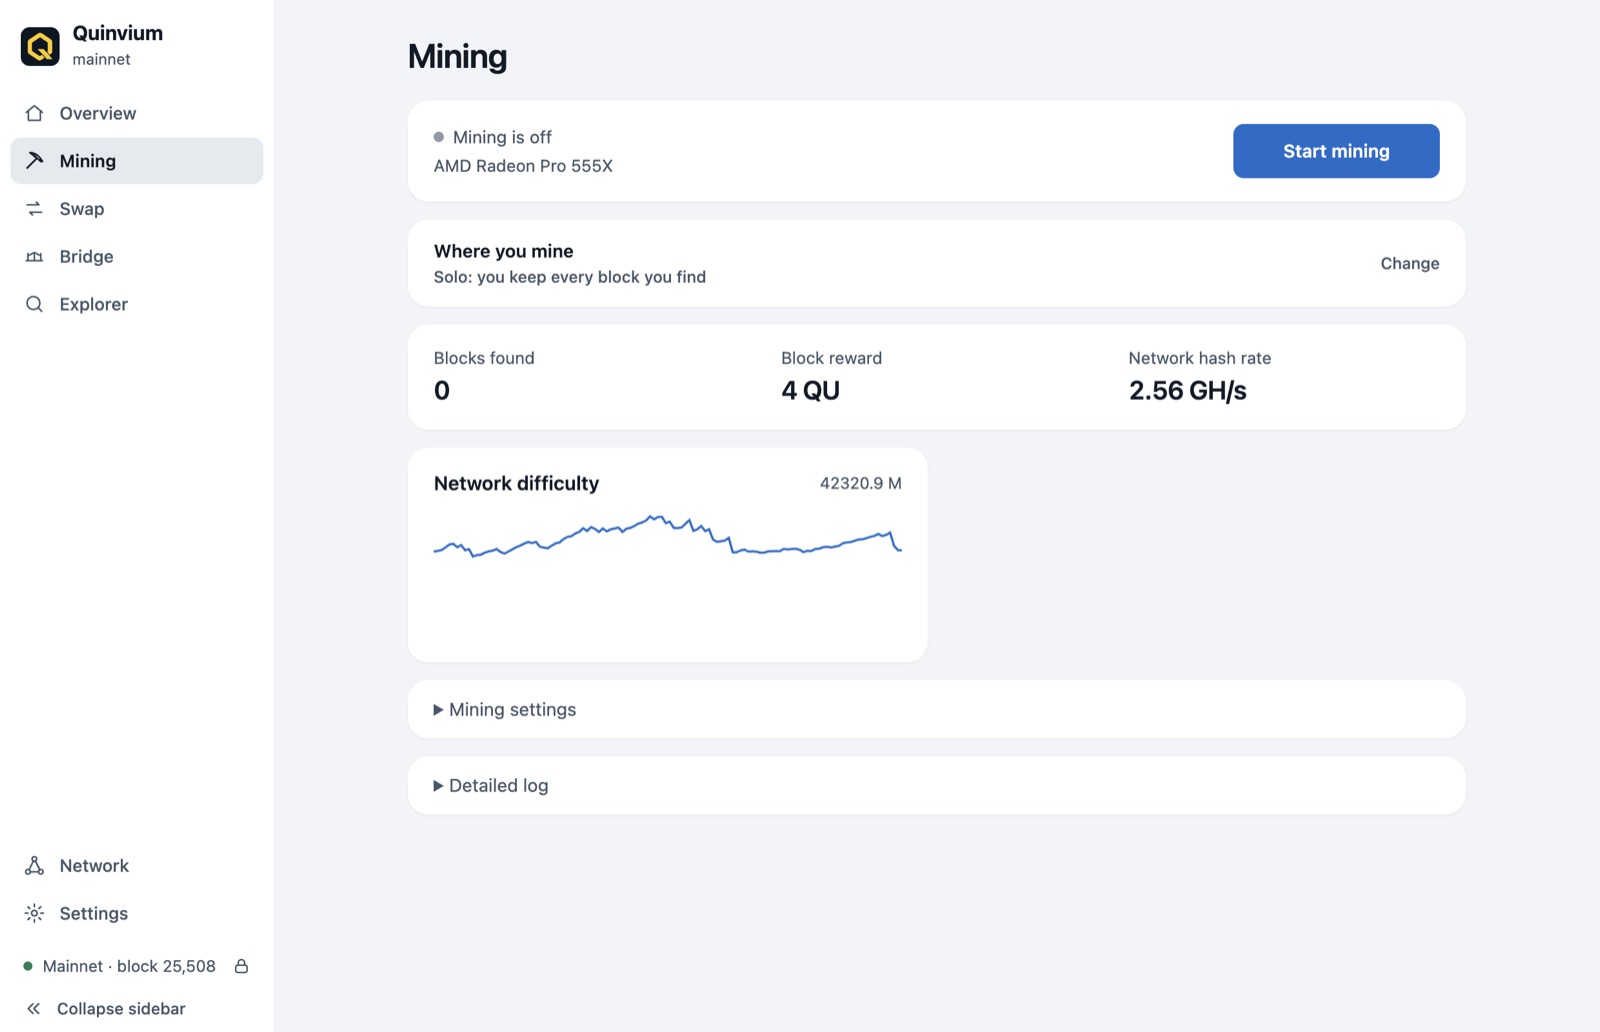 Quinvium
mainnet
Overview
Mining
Swap
Bridge
Explorer
Network
Settings
Mainnet · block 25,508
Collapse sidebar
Mining
Mining is off
AMD Radeon Pro 555X
Start mining
Where you mine
Solo: you keep every block you find
Change
Blocks found
0
Block reward
4 QU
Network hash rate
2.56 GH/s
Network difficulty
42320.9 M
Mining settings
Detailed log